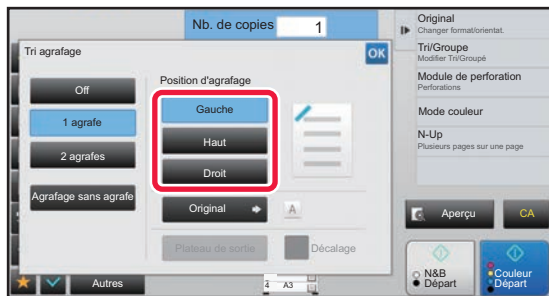 Nb. de copies 1
Tri agrafage
OK
Off
1 agrafe
2 agrafes
Agrafage sans agrafe
Position d'agrafage
Gauche
Haut
Droit
Original
A
Plateau de sortie
Décalage
Autres
4 A3
Original
Changer format/orientat.
Tri/Groupe
Modifier Tri/Groupé
Module de perforation
Perforations
Mode couleur
N-Up
Plusieurs pages sur une page
Aperçu
CA
N&B
Départ
Couleur
Départ